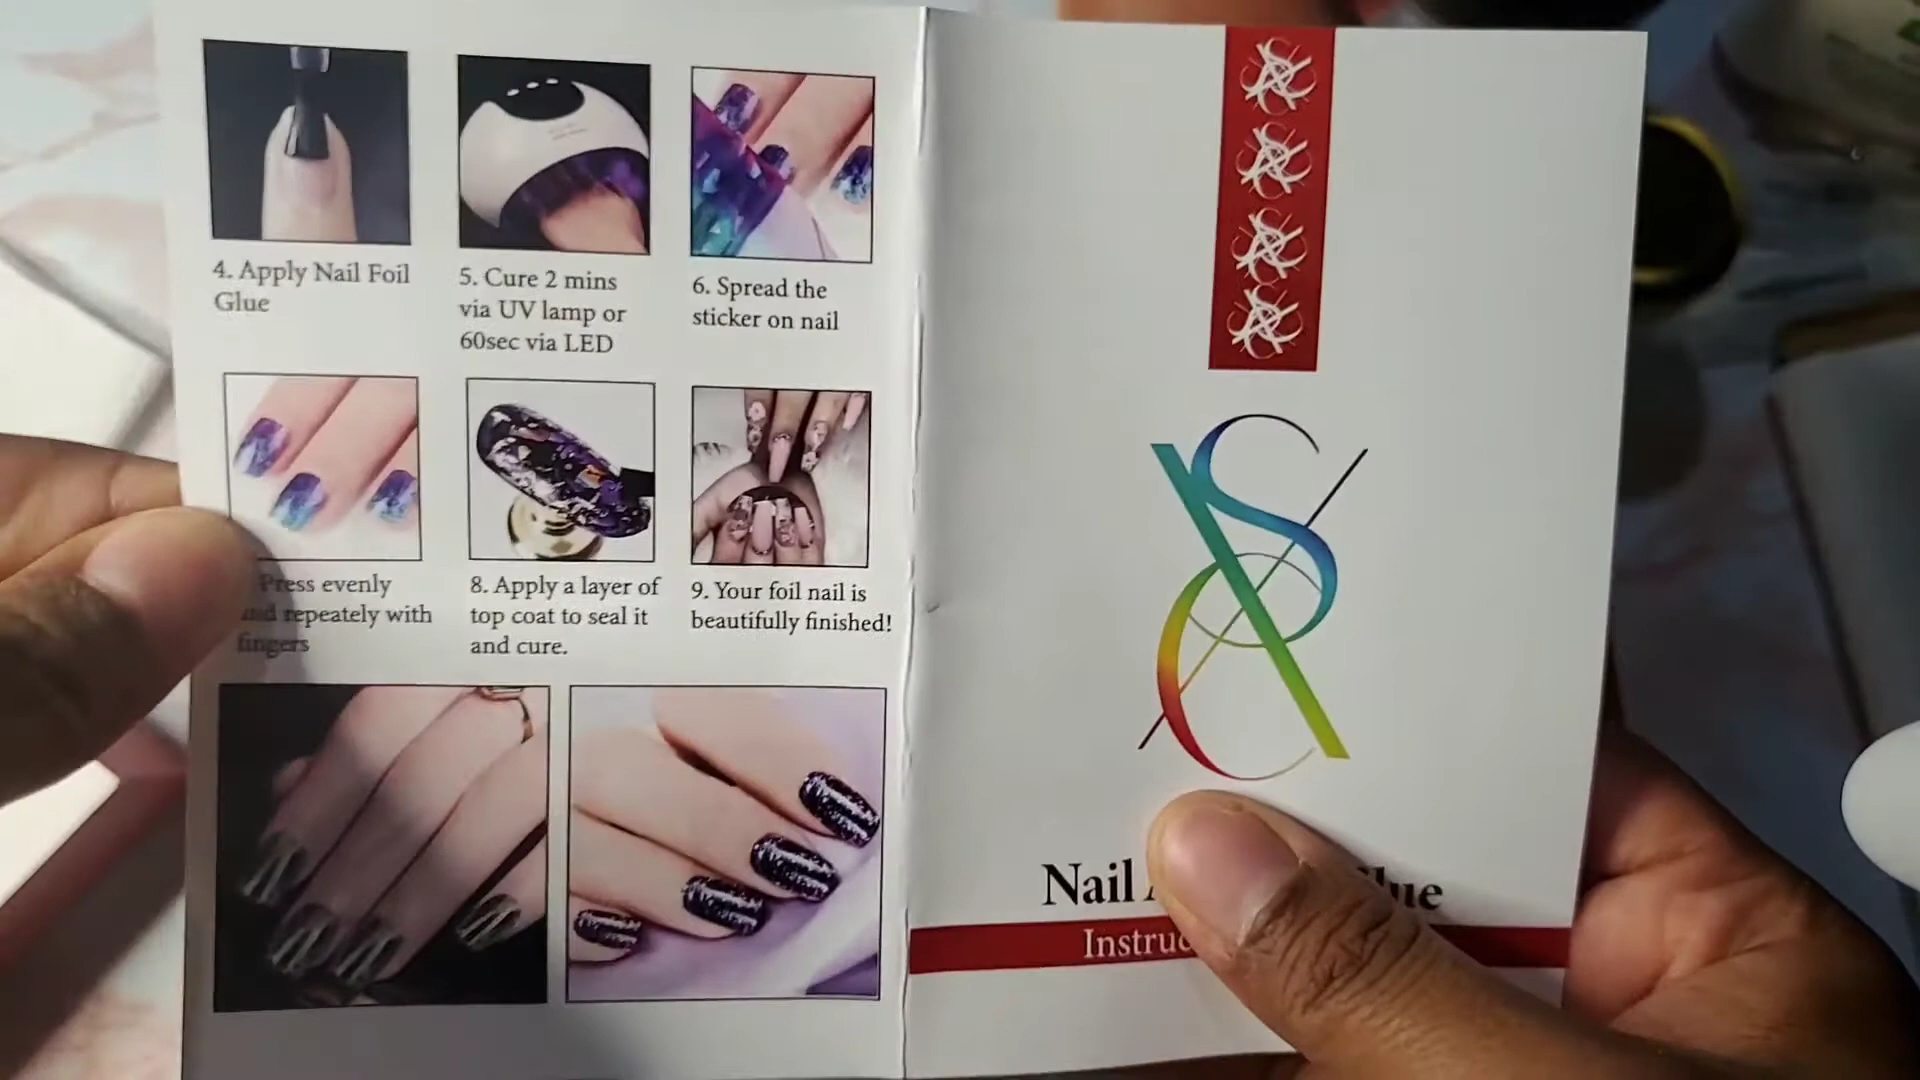 4. Apply Nail Foil
Glue
5. Cure 2 mins
via UV lamp or
60sec via LED
6. Spread the
sticker on nail
Press evenly
and repeately with
fingers
8. Apply a layer of
top coat to seal it
and cure.
9. Your foil nail is
beautifully finished!
Nail